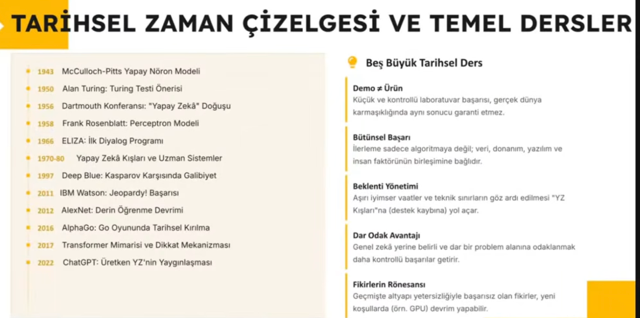 TARİHSEL ZAMAN ÇİZELGESİ VE TEMEL DERSLER
1943 McCulloch-Pitts Yapay Nöron Modeli
1950 Alan Turing: Turing Testi Önerisi
1956 Dartmouth Konferansı: "Yapay Zekâ" Doğuşu
1958 Frank Rosenblatt: Perceptron Modeli
1966 ELIZA: İlk Diyalog Programı
1970-80 Yapay Zekâ Kışları ve Uzman Sistemler
1997 Deep Blue: Kasparov Karşısında Galibiyet
2011 IBM Watson: Jeopardy! Başarısı
2012 AlexNet: Derin Öğrenme Devrimi
2016 AlphaGo: Go Oyununda Tarihsel Kırılma
2017 Transformer Mimarisi ve Dikkat Mekanizması
2022 ChatGPT: Üretken YZ'nin Yaygınlaşması
Beş Büyük Tarihsel Ders
Demo ≠ Ürün
Küçük ve kontrollü laboratuvar başarısı, gerçek dünya
karmaşıklığında aynı sonucu garanti etmez.
Bütünsel Başarı
İlerleme sadece algoritmaya değil; veri, donanım, yazılım ve
insan faktörünün birleşimine bağlıdır.
Beklenti Yönetimi
Aşırı iyimser vaatler ve teknik sınırların göz ardı edilmesi "YZ
Kışları"na (destek kaybına) yol açar.
Dar Odak Avantajı
Genel zekâ yerine belirli ve dar bir problem alanına odaklanmak
daha kontrollü başarılar getirir.
Fikirlerin Rönesansı
Geçmişte altyapı yetersizliğiyle başarısız olan fikirler, yeni
koşullarda (örn. GPU) devrim yapabilir.